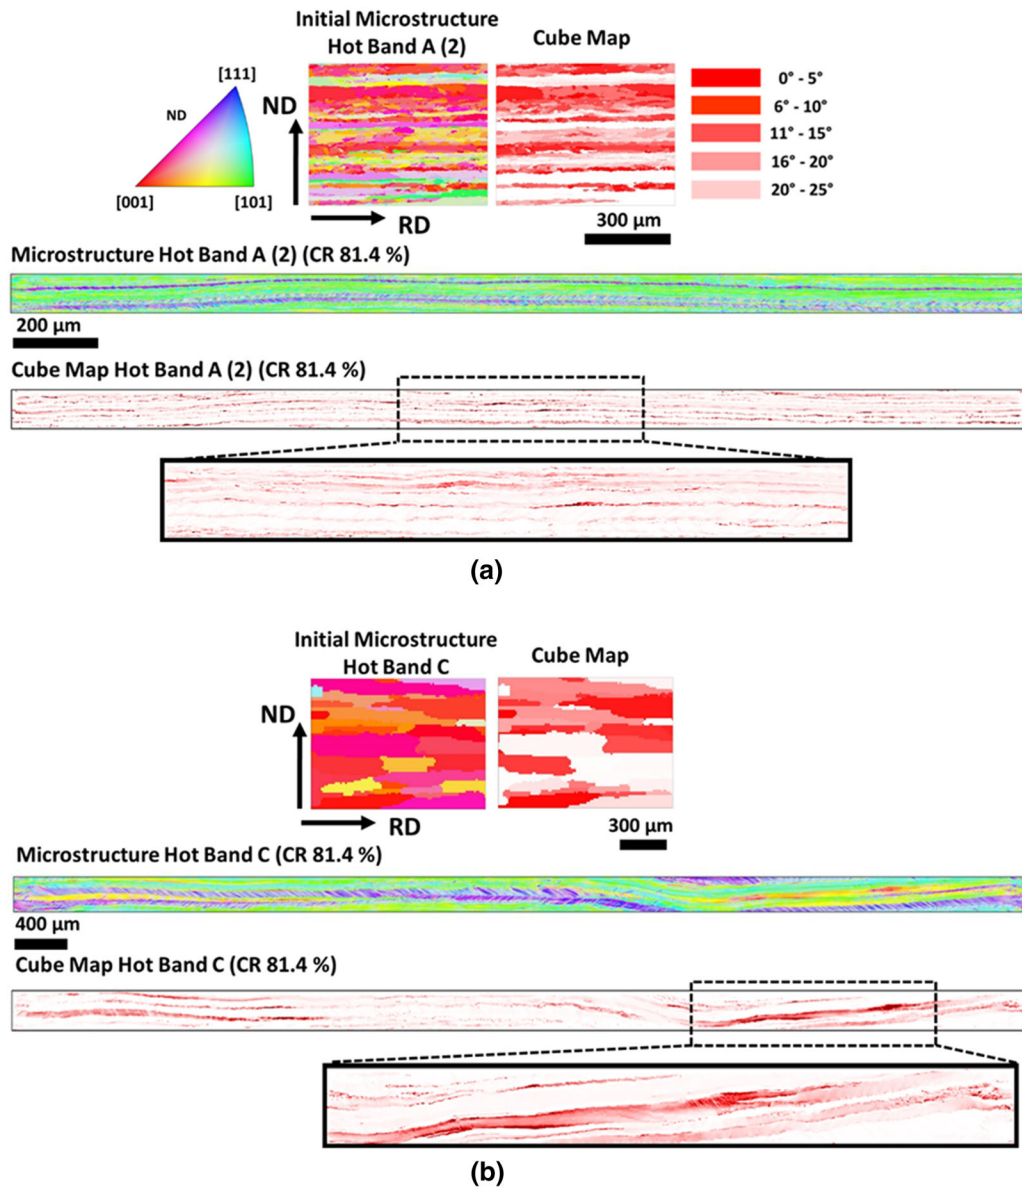 Initial Microstructure
Hot Band A (2)
Cube Map
[111]
ND
[001]
[101]
ND
RD
0° - 5°
6° - 10°
11° - 15°
16° - 20°
20° - 25°
300 µm
Microstructure Hot Band A (2) (CR 81.4 %)
200 µm
Cube Map Hot Band A (2) (CR 81.4 %)
(a)
Initial Microstructure
Hot Band C
Cube Map
ND
RD
300 µm
Microstructure Hot Band C (CR 81.4 %)
400 µm
Cube Map Hot Band C (CR 81.4 %)
(b)